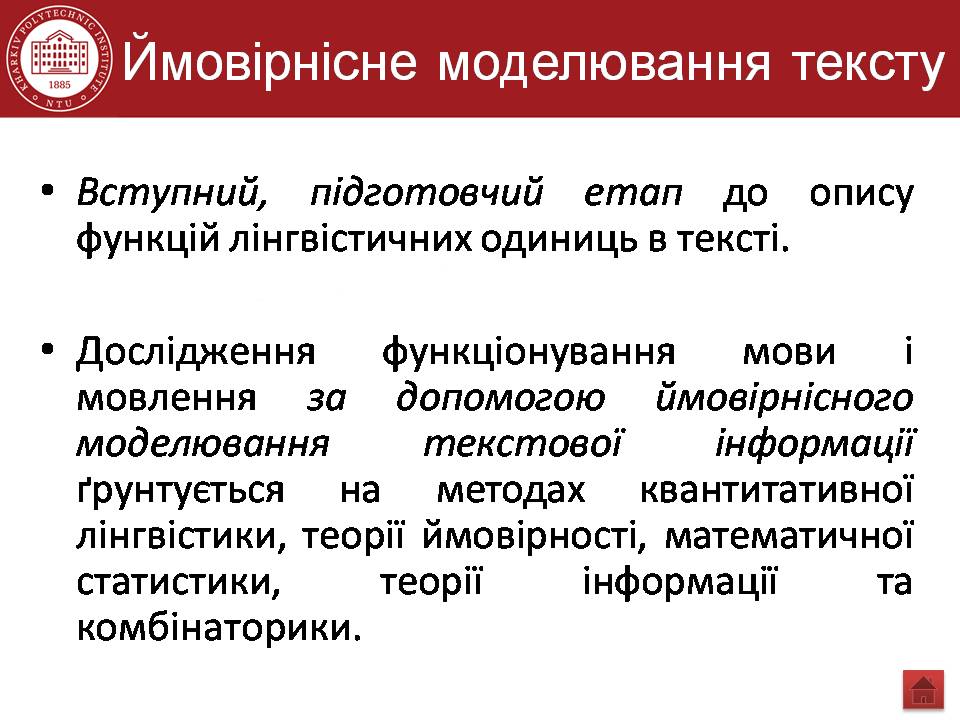 KHARKIV POLYTECHNIC INSTITUTE
1885
NTU
Ймовірнісне моделювання тексту
• Вступний, підготовчий етап до опису
функцій лінгвістичних одиниць в тексті.
• Дослідження функціонування мови і
мовлення за допомогою ймовірнісного
моделювання текстової інформації
ґрунтується на методах квантитативної
лінгвістики, теорії ймовірності, математичної
статистики, теорії інформації та
комбінаторики.